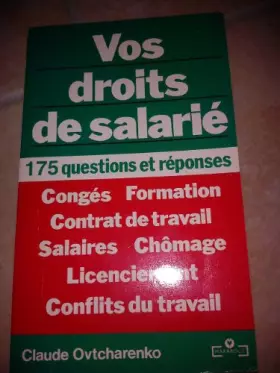 Vos
droits
de salarié
175 questions et réponses
Congés Formation
Contrat de travail
Salaires Chômage
Licenciement
Conflits du travail
Claude Ovtcharenko
MARABOUT